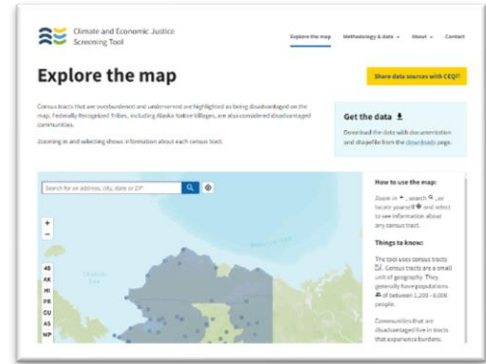 Climate and Economic Justice
Screening Tool
Explore the map
Methodology & data
About
Contact
Explore the map
Share data sources with CEQ
Census tracts that are overburdened and underserved are highlighted as being disadvantaged on the
map. Federally Recognized Tribes, including Alaska Native Villages, are also considered disadvantaged
communities.
Zooming in and selecting shows information about each census tract.
Get the data
Download the data with documentation
and shapefile from the downloads page.
Search for an address, city, state or ZIP
+
−
48
AK
HI
PR
GU
AS
MP
How to use the map:
Zoom in , search , or
locate yourself and select
to see information about
any census tract.
Things to know:
The tool uses census tracts
. Census tracts are a small
unit of geography. They
generally have populations
of between 1,200 - 8,000
people.
Communities that are
disadvantaged live in tracts
that experience burdens.